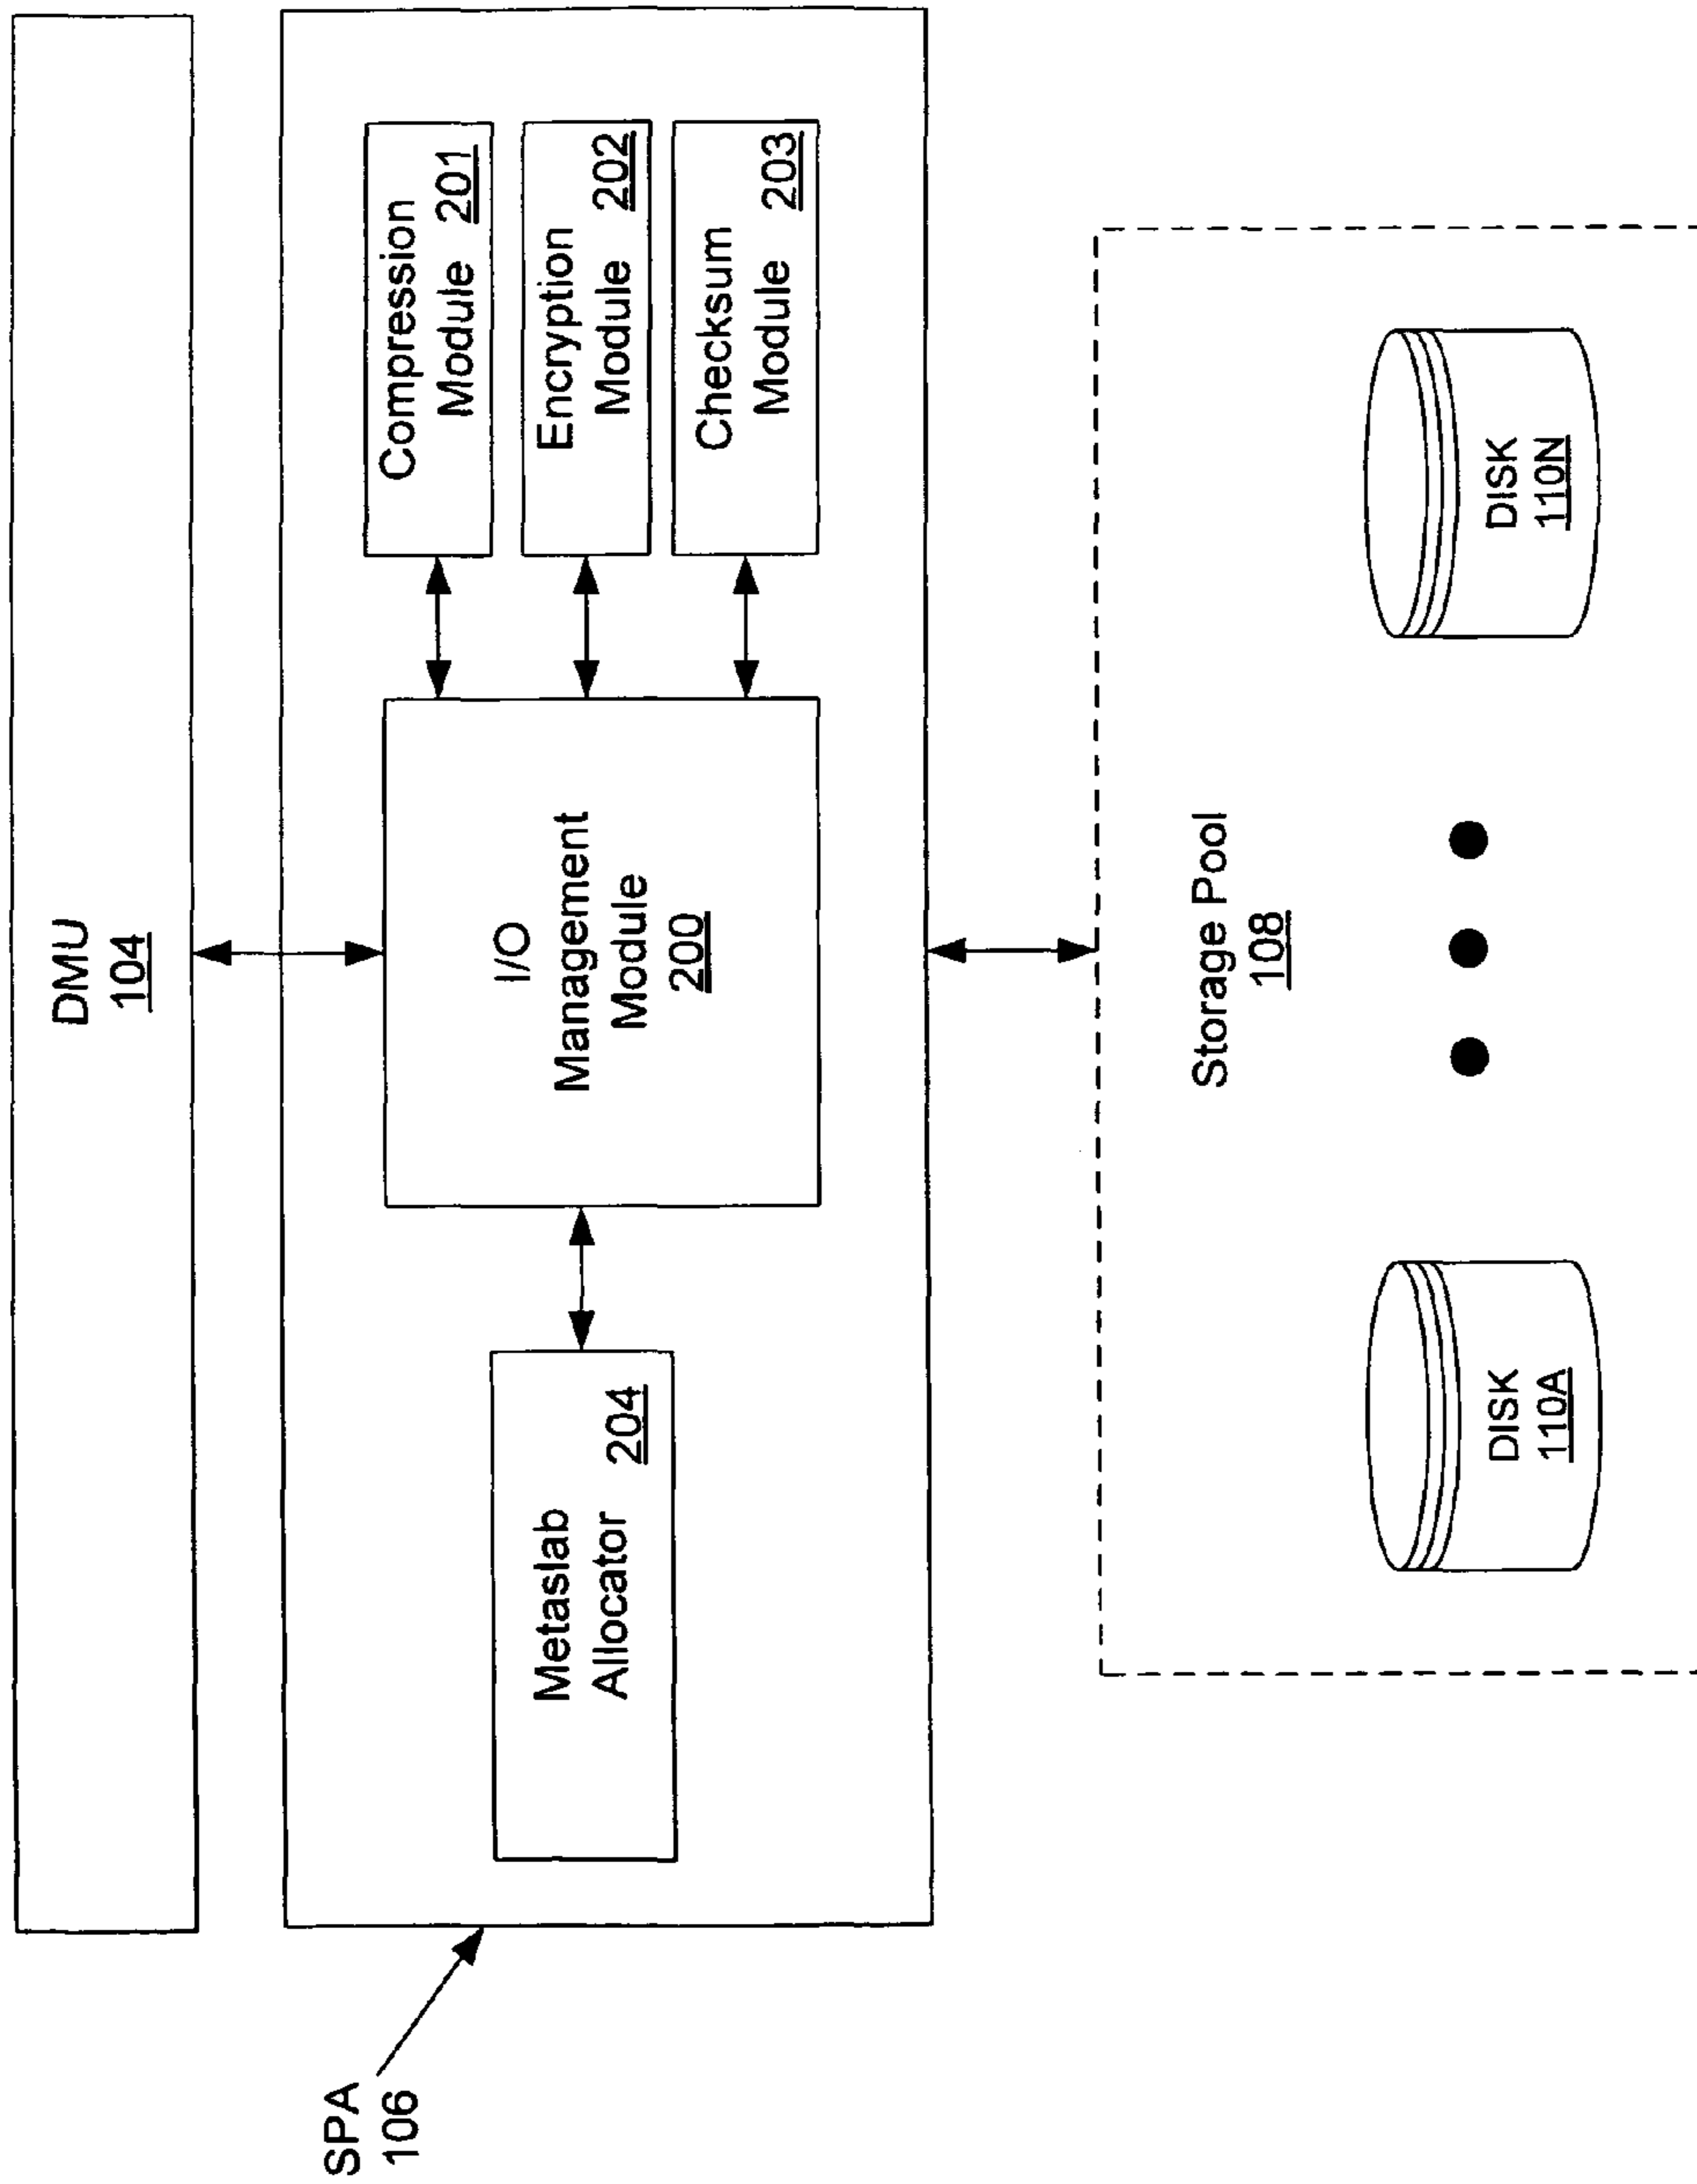 DMU
104
SPA
106
Metaslab
Allocator 204
I/O
Management
Module
200
Compression
Module 201
Encryption
Module 202
Checksum
Module 203
Storage Pool
108
DISK
110A
DISK
110N